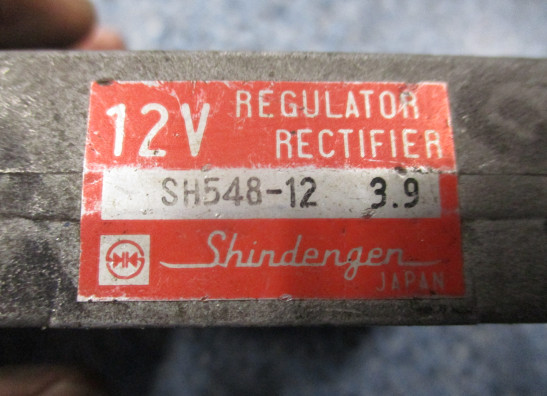 12V REGULATOR
RECTIFIER
SH548-12 3.9
Shindengen
JAPAN